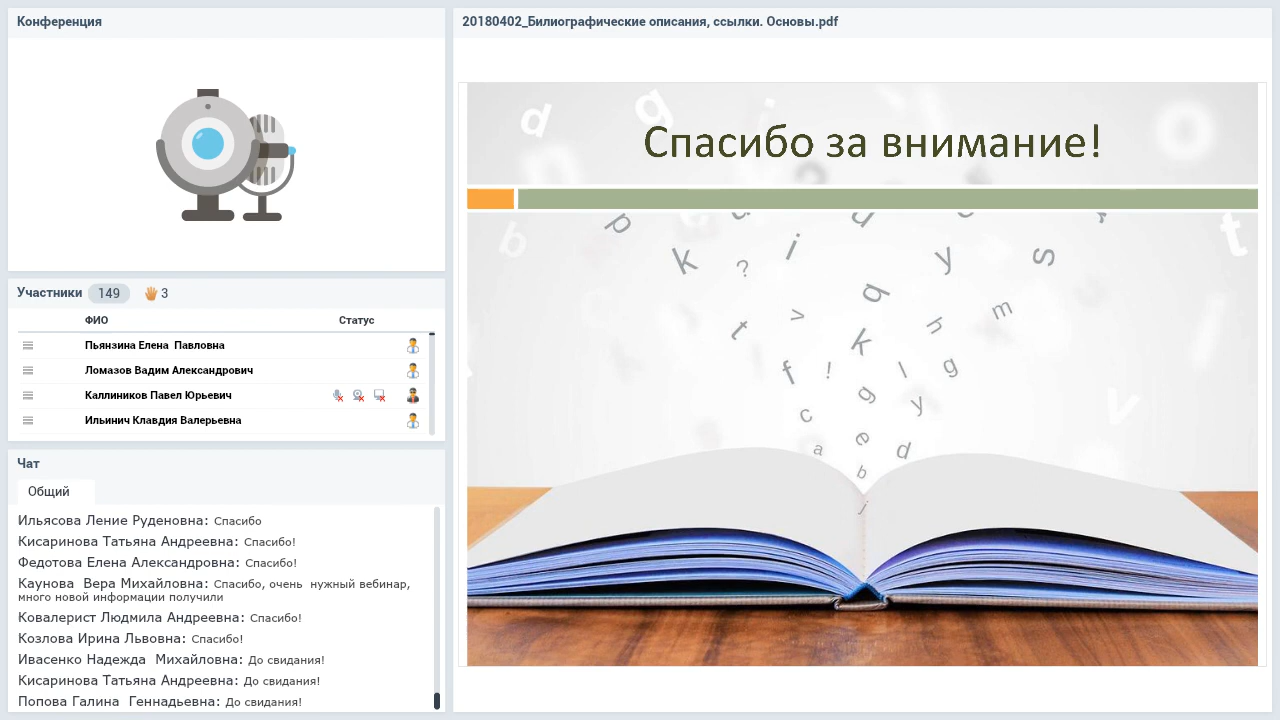 Конференция
Участники 149 3
ФИО Статус
Пьянзина Елена Павловна
Ломазов Вадим Александрович
Каллиников Павел Юрьевич
Ильинич Клавдия Валерьевна
Чат
Общий
Ильясова Ление Руденовна: Спасибо
Кисаринова Татьяна Андреевна: Спасибо!
Федотова Елена Александровна: Спасибо!
Каунова Вера Михайловна: Спасибо, очень нужный вебинар,
много новой информации получили
Ковалерист Людмила Андреевна: Спасибо!
Козлова Ирина Львовна: Спасибо!
Ивасенко Надежда Михайловна: До свидания!
Кисаринова Татьяна Андреевна: До свидания!
Попова Галина Геннадьевна: До свидания!
20180402_Билиографические описания, ссылки. Основы.pdf
Спасибо за внимание!